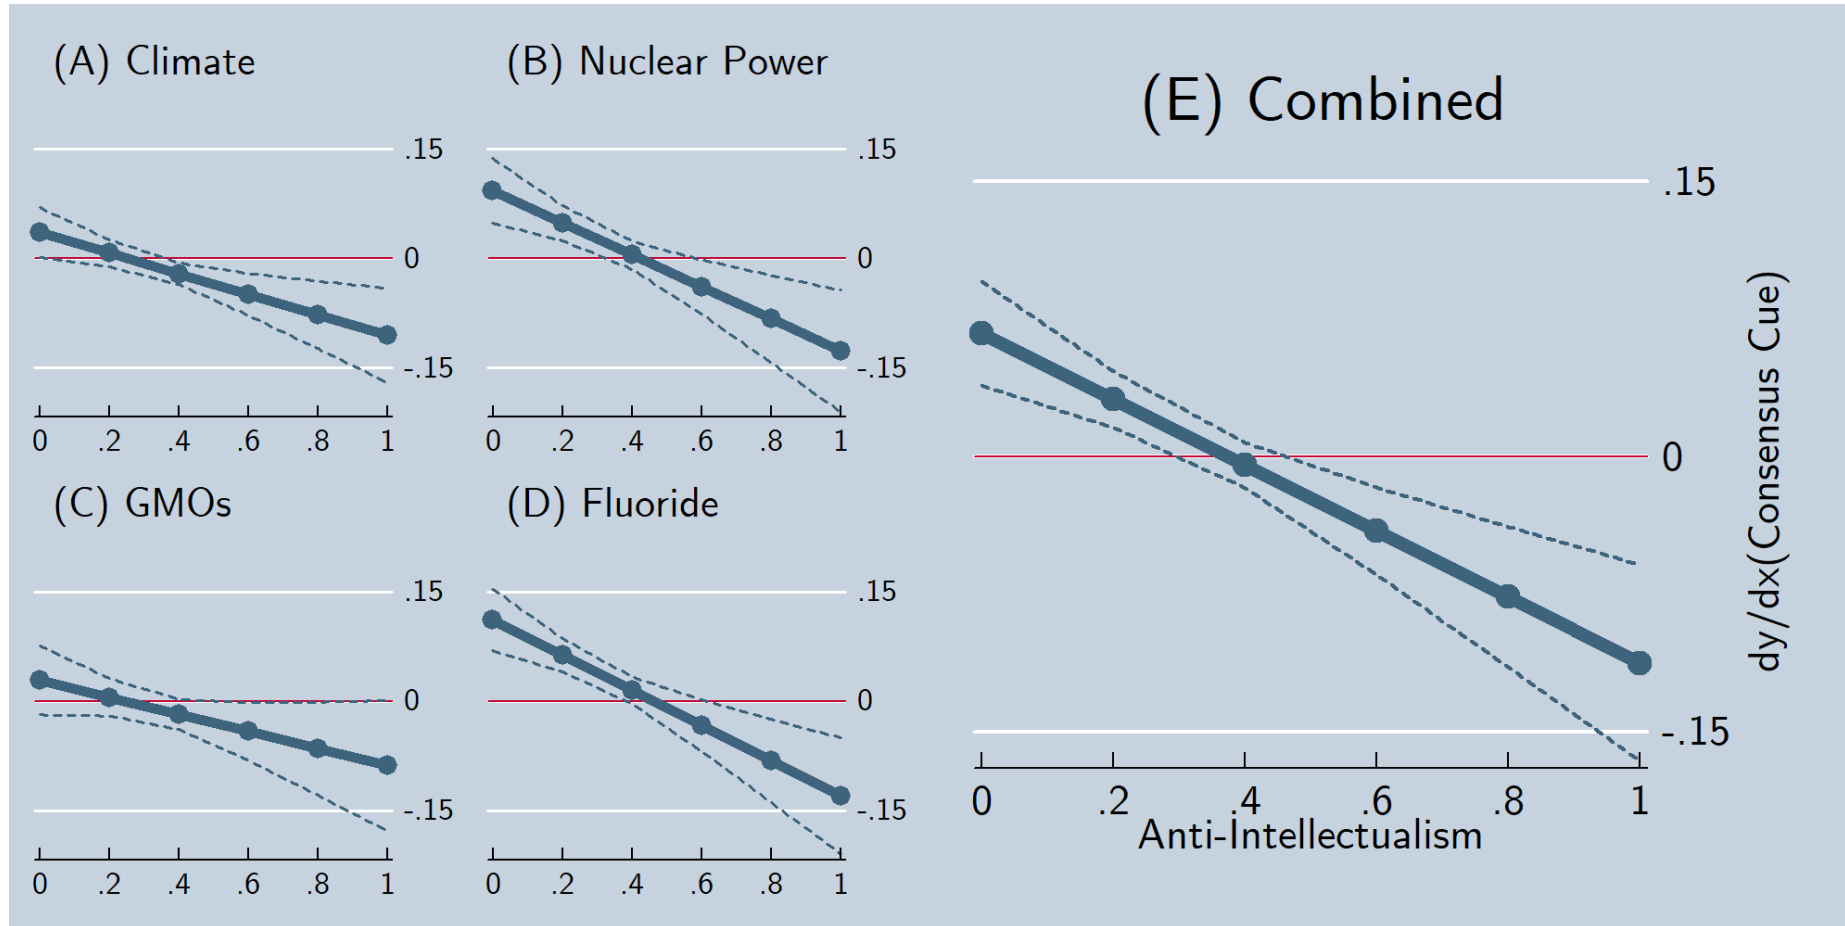 (A) Climate
.15
0
-.15
0 .2 .4 .6 .8 1
(B) Nuclear Power
.15
0
-.15
0 .2 .4 .6 .8 1
(C) GMOs
.15
0
-.15
0 .2 .4 .6 .8 1
(D) Fluoride
.15
0
-.15
0 .2 .4 .6 .8 1
(E) Combined
.15
0
-.15
0 .2 .4 .6 .8 1
Anti-Intellectualism
dy/dx(Consensus Cue)